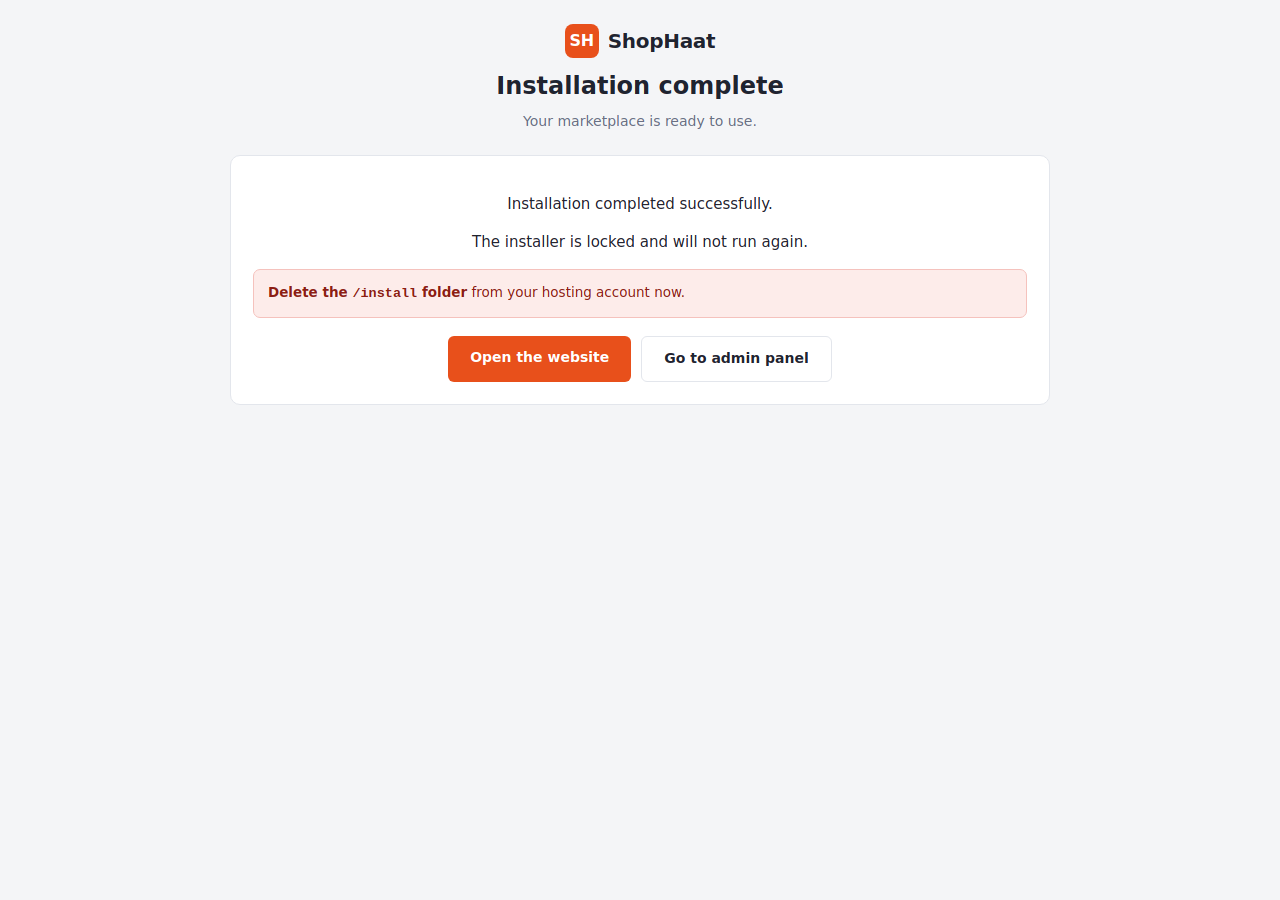 SH ShopHaat
Installation complete
Your marketplace is ready to use.
Installation completed successfully.
The installer is locked and will not run again.
Delete the /install folder from your hosting account now.
Open the website
Go to admin panel